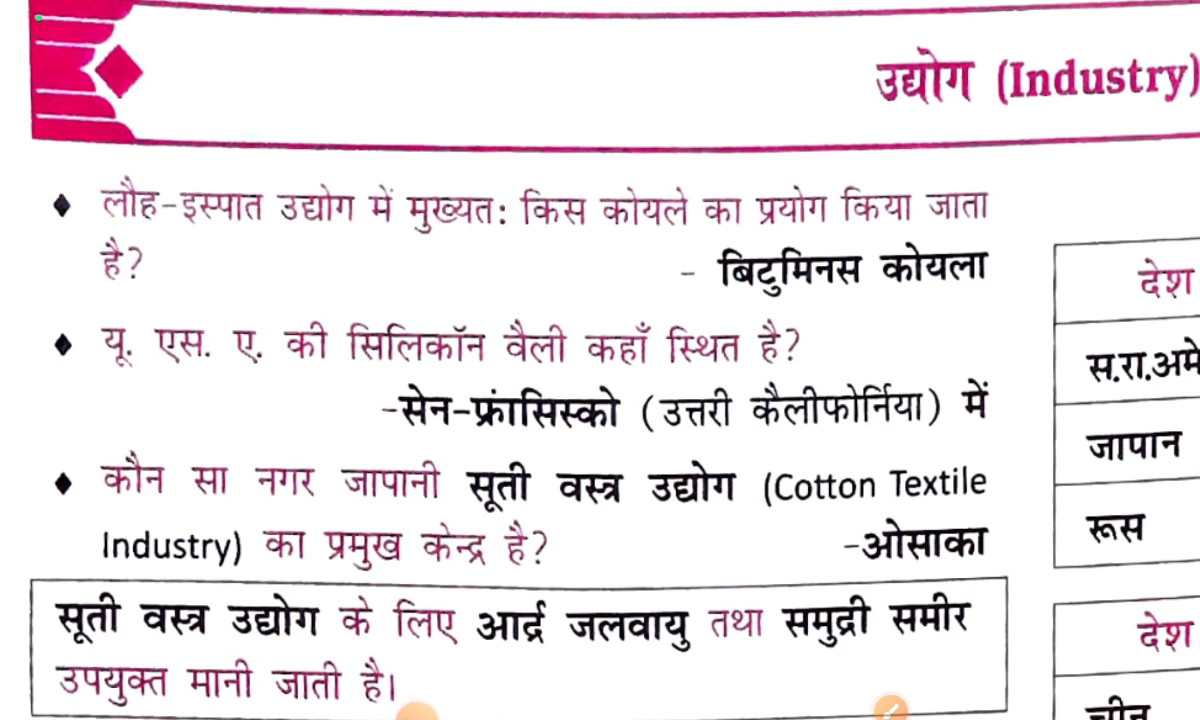 उद्योग (Industry)
लौह-इस्पात उद्योग में मुख्यत: किस कोयले का प्रयोग किया जाता
है? - बिटुमिनस कोयला
यू. एस. ए. की सिलिकॉन वैली कहाँ स्थित है?
-सेन-फ्रांसिस्को (उत्तरी कैलीफोर्निया) में
कौन सा नगर जापानी सूती वस्त्र उद्योग (Cotton Textile
Industry) का प्रमुख केन्द्र है? -ओसाका
सूती वस्त्र उद्योग के लिए आर्द्र जलवायु तथा समुद्री समीर
उपयुक्त मानी जाती है।
देश
स.रा.अमे
जापान
रूस
देश
चीन